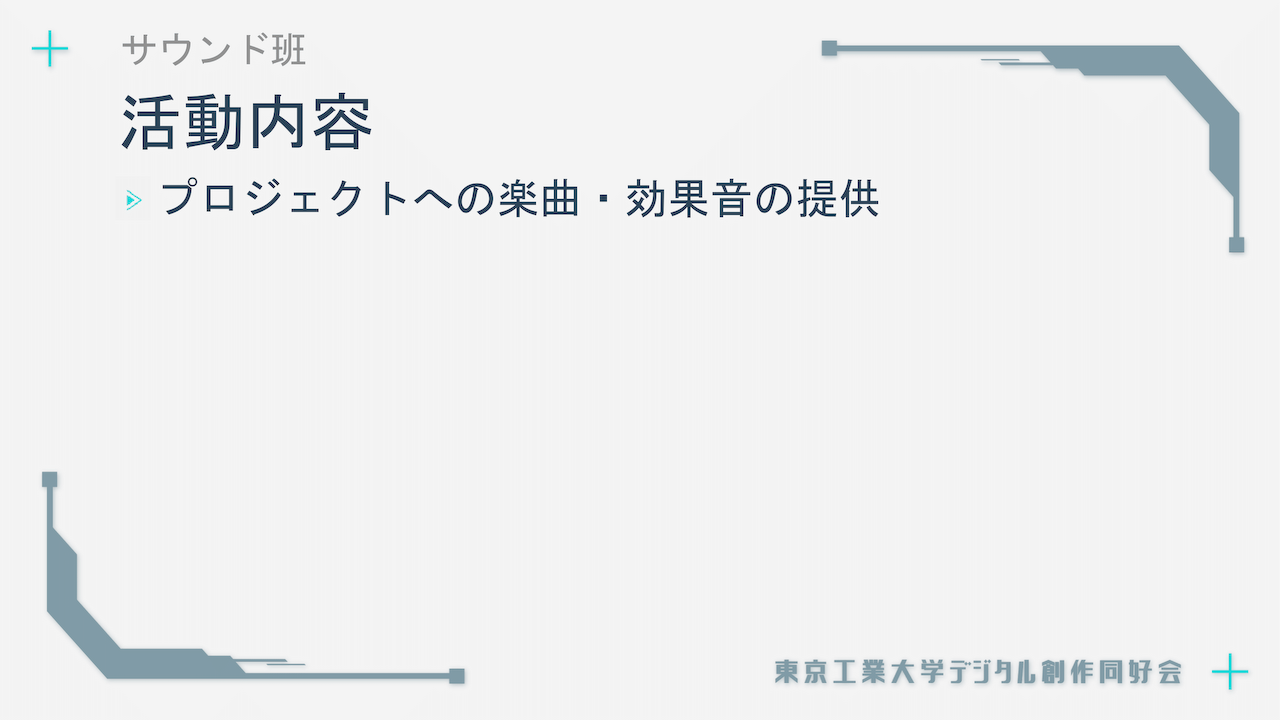 サウンド班
活動内容
プロジェクトへの楽曲・効果音の提供
東京工業大学デジタル創作同好会